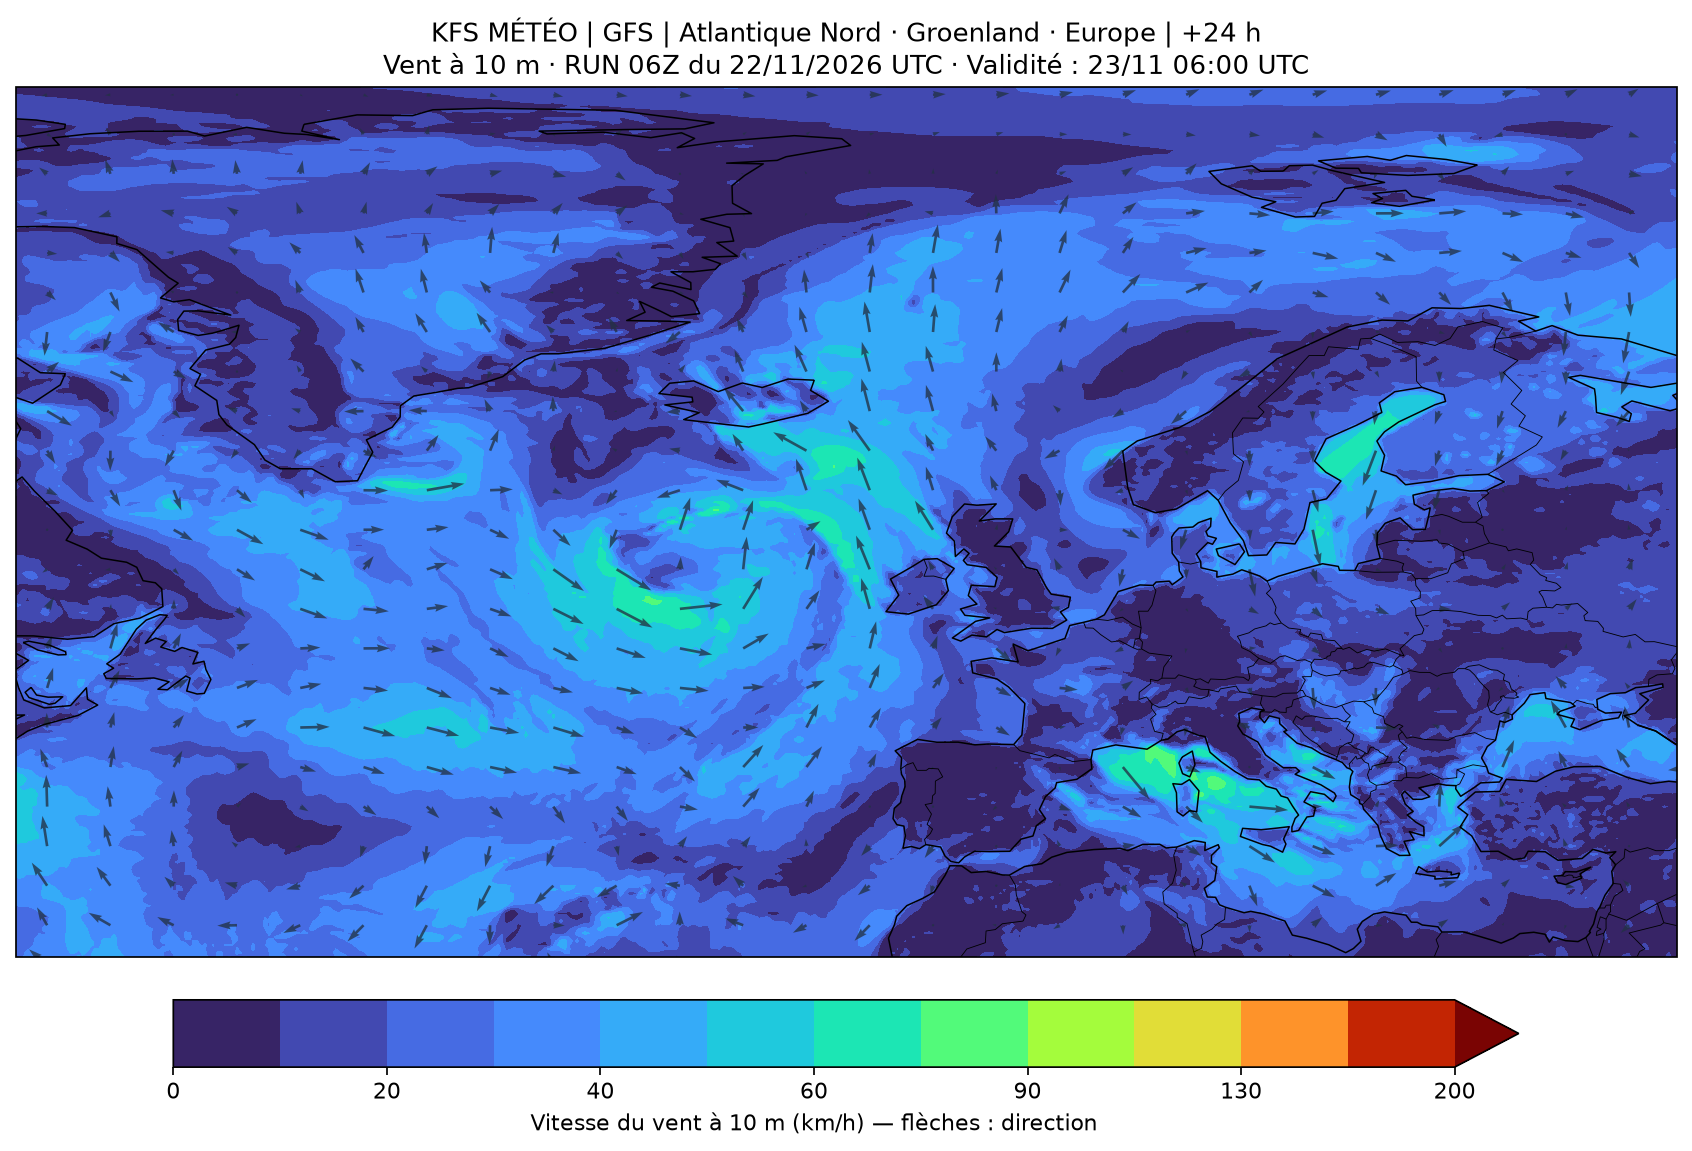 KFS MÉTÉO | GFS | Atlantique Nord · Groenland · Europe | +24 h
Vent à 10 m · RUN 06Z du 22/11/2026 UTC · Validité : 23/11 06:00 UTC
0 20 40 60 90 130 200
Vitesse du vent à 10 m (km/h) — flèches : direction